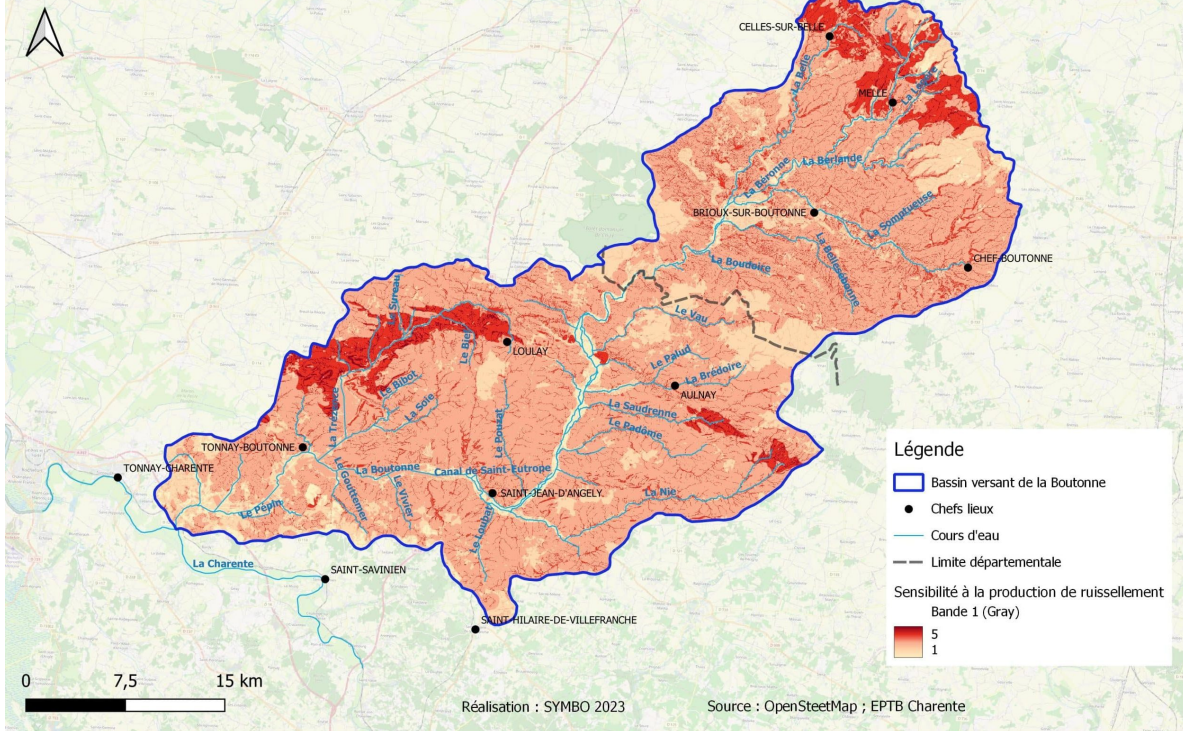 CELLES-SUR-BELLE
La Belle
MELLE
La Légère
La Béronne
La Berlande
BRIOUX-SUR-BOUTONNE
La Somptueuse
La Bellesébonne
La Boudoire
CHEF-BOUTONNE
Le Sureau
Le Vau
Le Bief
LOULAY
Le Palud
La Brédoire
AULNAY
Le Bibot
La Soie
La Trézence
La Saudrenne
Le Padôme
Le Pouzat
TONNAY-BOUTONNE
TONNAY-CHARENTE
La Boutonne
Canal de Saint-Eutrope
La Gouttemer
Le Vivier
SAINT-JEAN-D'ANGELY
La Nie
Le Pépin
Le Loubat
La Charente
SAINT-SAVINIEN
SAINT-HILAIRE-DE-VILLEFRANCHE
Légende
Bassin versant de la Boutonne
Chefs lieux
Cours d'eau
Limite départementale
Sensibilité à la production de ruissellement
Bande 1 (Gray)
5
1
0 7,5 15 km
Réalisation : SYMBO 2023
Source : OpenSteetMap ; EPTB Charente